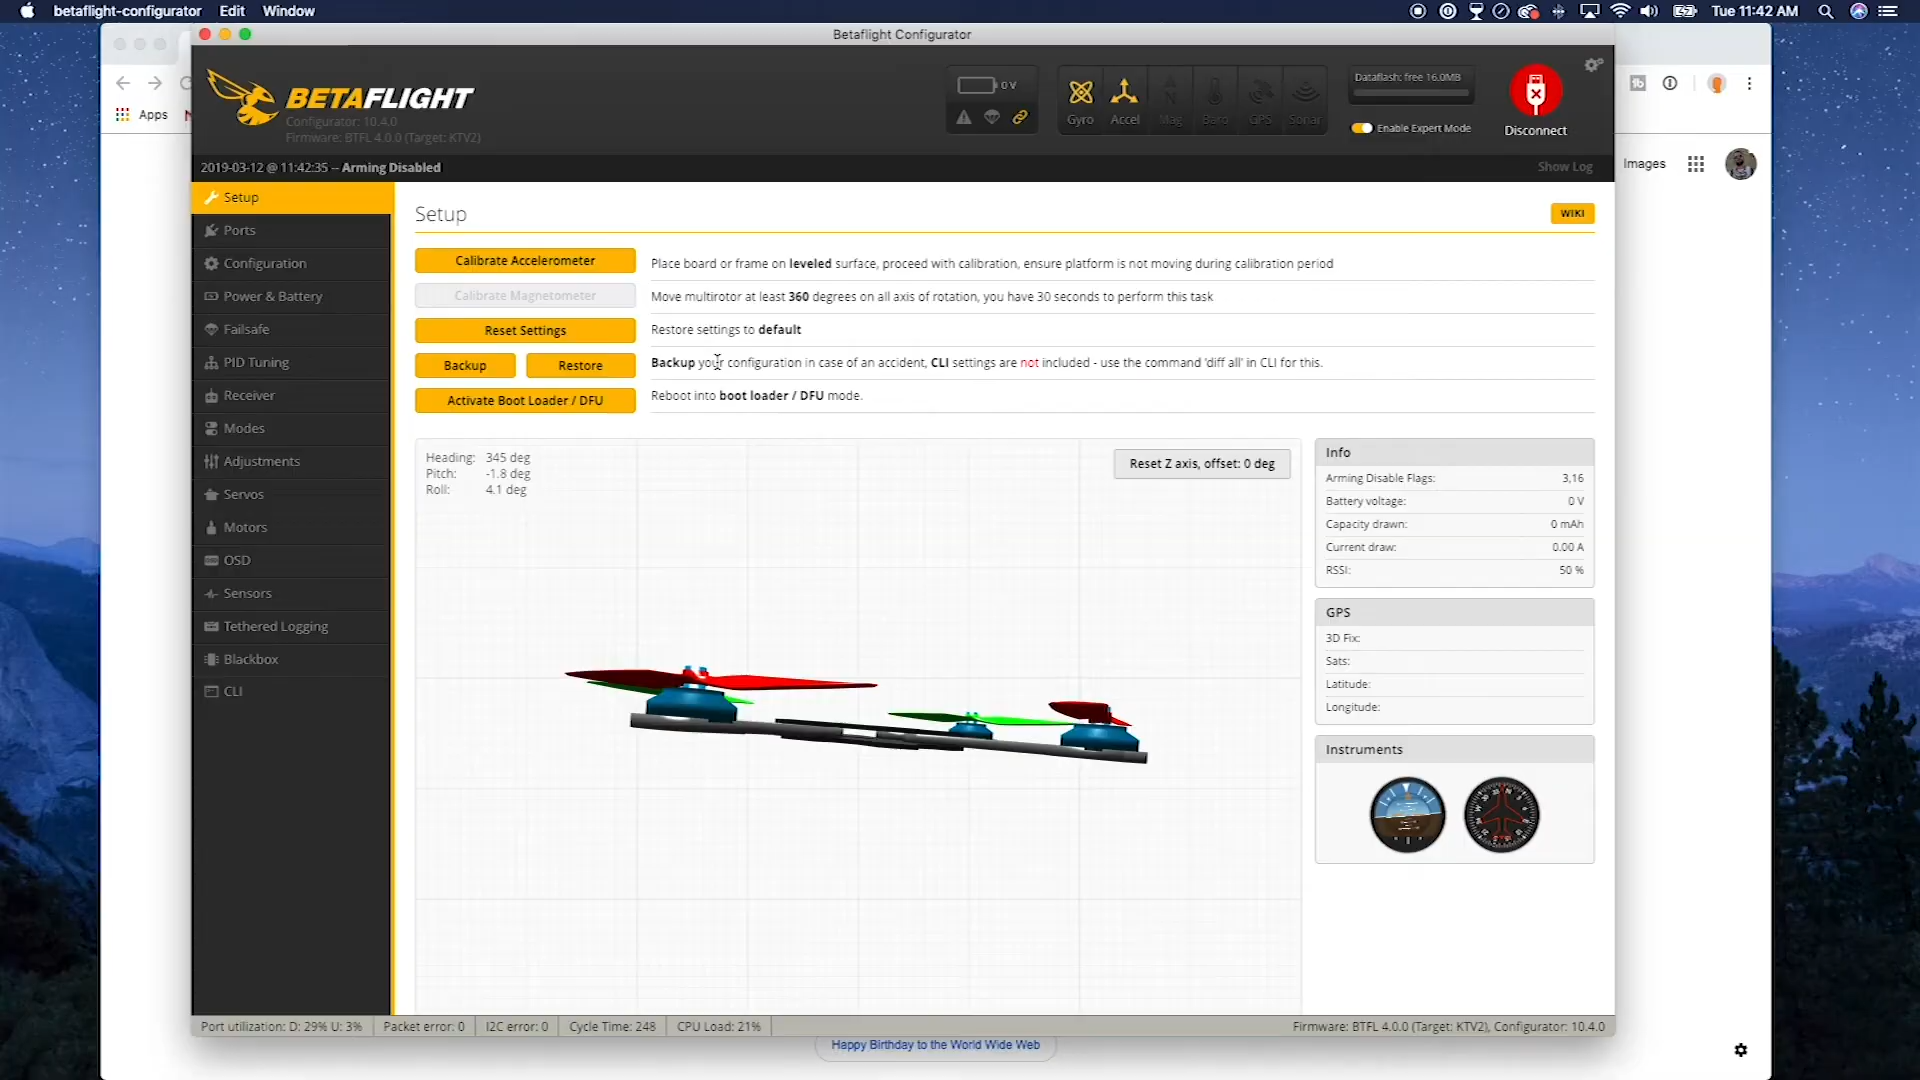 betaflight-configurator Edit Window
Tue 11:42 AM
Betaflight Configurator
Apps
Images
BETAFLIGHT
Configurator: 10.4.0
Firmware: BTFL 4.0.0 (Target: KTV2)
0 V
Gyro Accel Mag Baro GPS Sonar
Dataflash: free 16.0MB
Enable Expert Mode
Disconnect
2019-03-12 @ 11:42:35 -- Arming Disabled
Show Log
Setup
Ports
Configuration
Power & Battery
Failsafe
PID Tuning
Receiver
Modes
Adjustments
Servos
Motors
OSD
Sensors
Tethered Logging
Blackbox
CLI
Setup
WIKI
Calibrate Accelerometer
Place board or frame on leveled surface, proceed with calibration, ensure platform is not moving during calibration period
Calibrate Magnetometer
Move multirotor at least 360 degrees on all axis of rotation, you have 30 seconds to perform this task
Reset Settings
Restore settings to default
Backup Restore
Backup your configuration in case of an accident, CLI settings are not included - use the command 'diff all' in CLI for this.
Activate Boot Loader / DFU
Reboot into boot loader / DFU mode.
Heading: 345 deg
Pitch: -1.8 deg
Roll: 4.1 deg
Reset Z axis, offset: 0 deg
Info
Arming Disable Flags: 3,16
Battery voltage: 0 V
Capacity drawn: 0 mAh
Current draw: 0.00 A
RSSI: 50 %
GPS
3D Fix:
Sats:
Latitude:
Longitude:
Instruments
Port utilization: D: 29% U: 3% Packet error: 0 I2C error: 0 Cycle Time: 248 CPU Load: 21%
Firmware: BTFL 4.0.0 (Target: KTV2), Configurator: 10.4.0
Happy Birthday to the World Wide Web